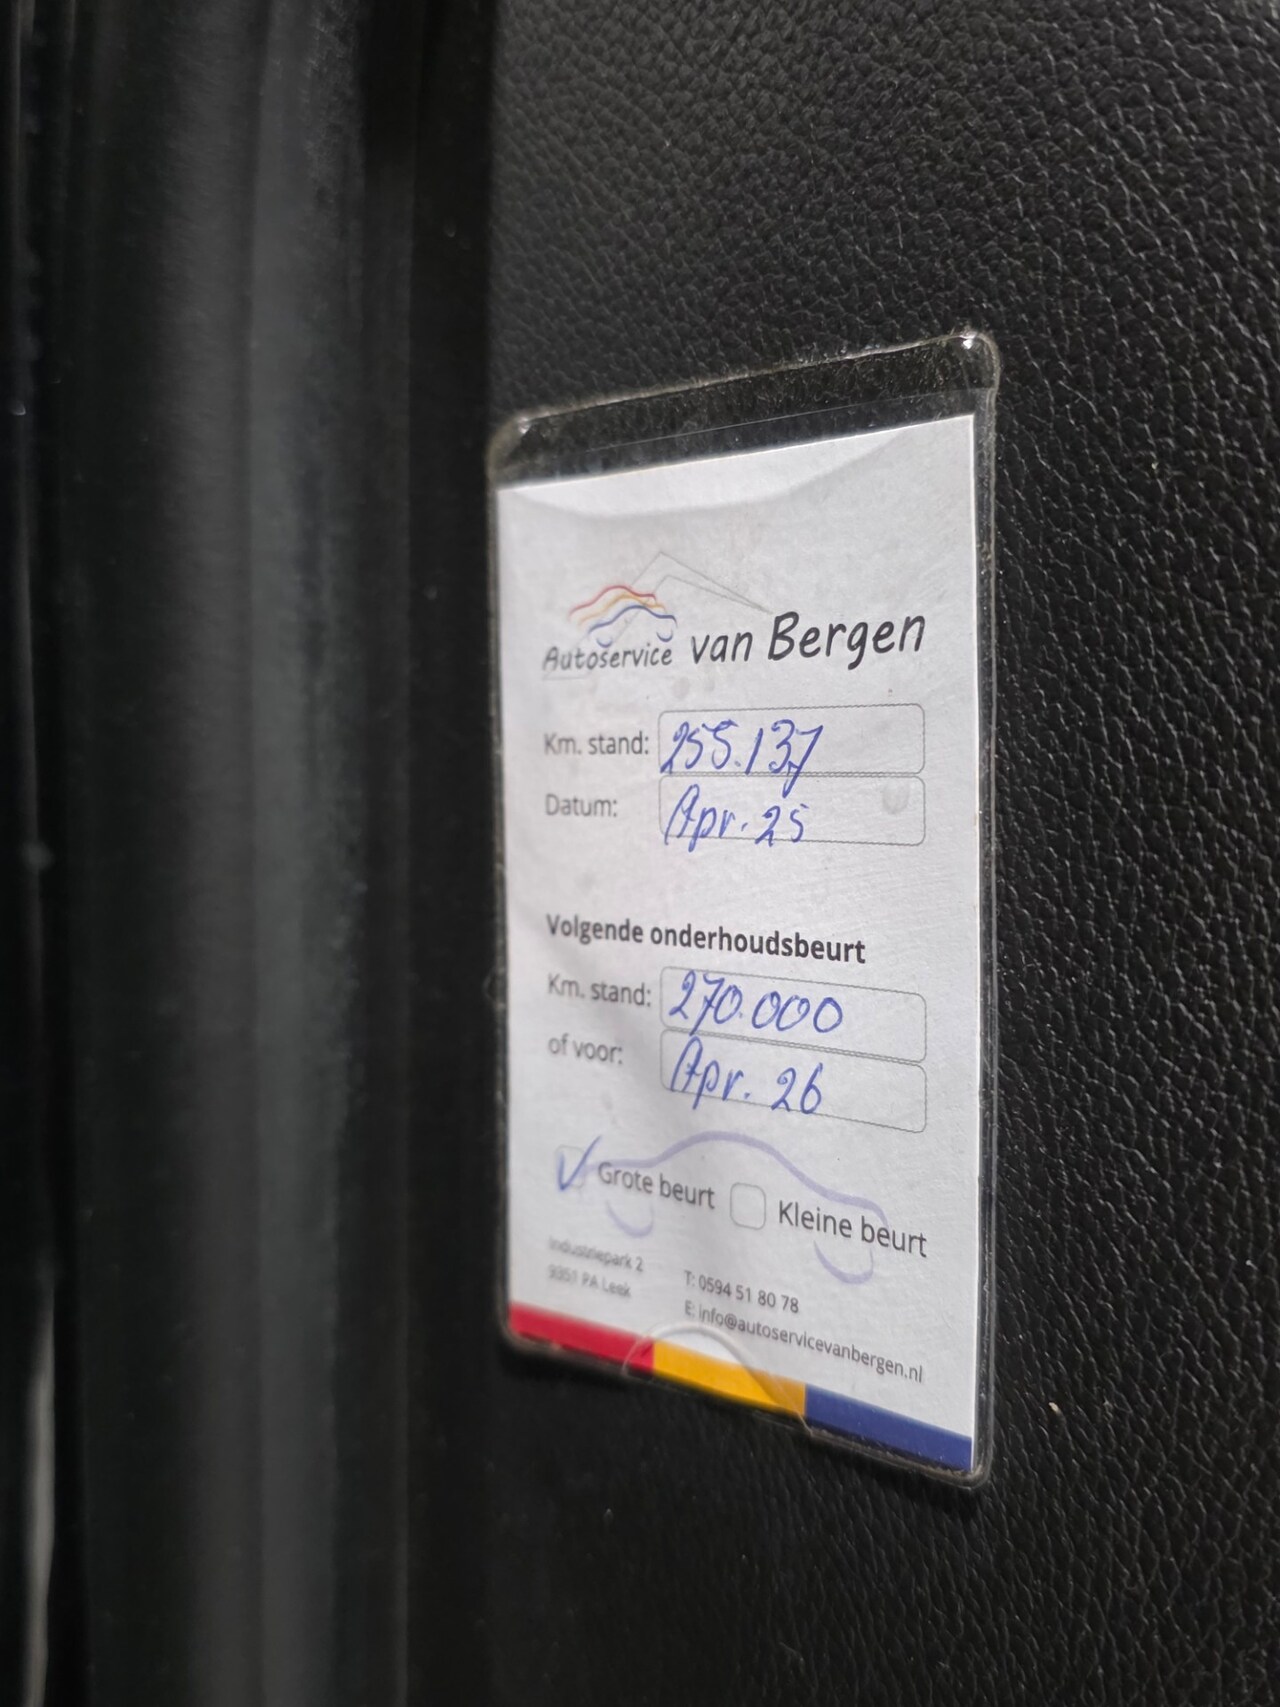 Autoservice van Bergen
Km. stand: 255.137
Datum: Apr. 25
Volgende onderhoudsbeurt
Km. stand: 270.000
of voor: Apr. 26
Grote beurt Kleine beurt
Industriepark 2
9351 PA Leek
T: 0594 51 80 78
E: info@autoservicevanbergen.nl